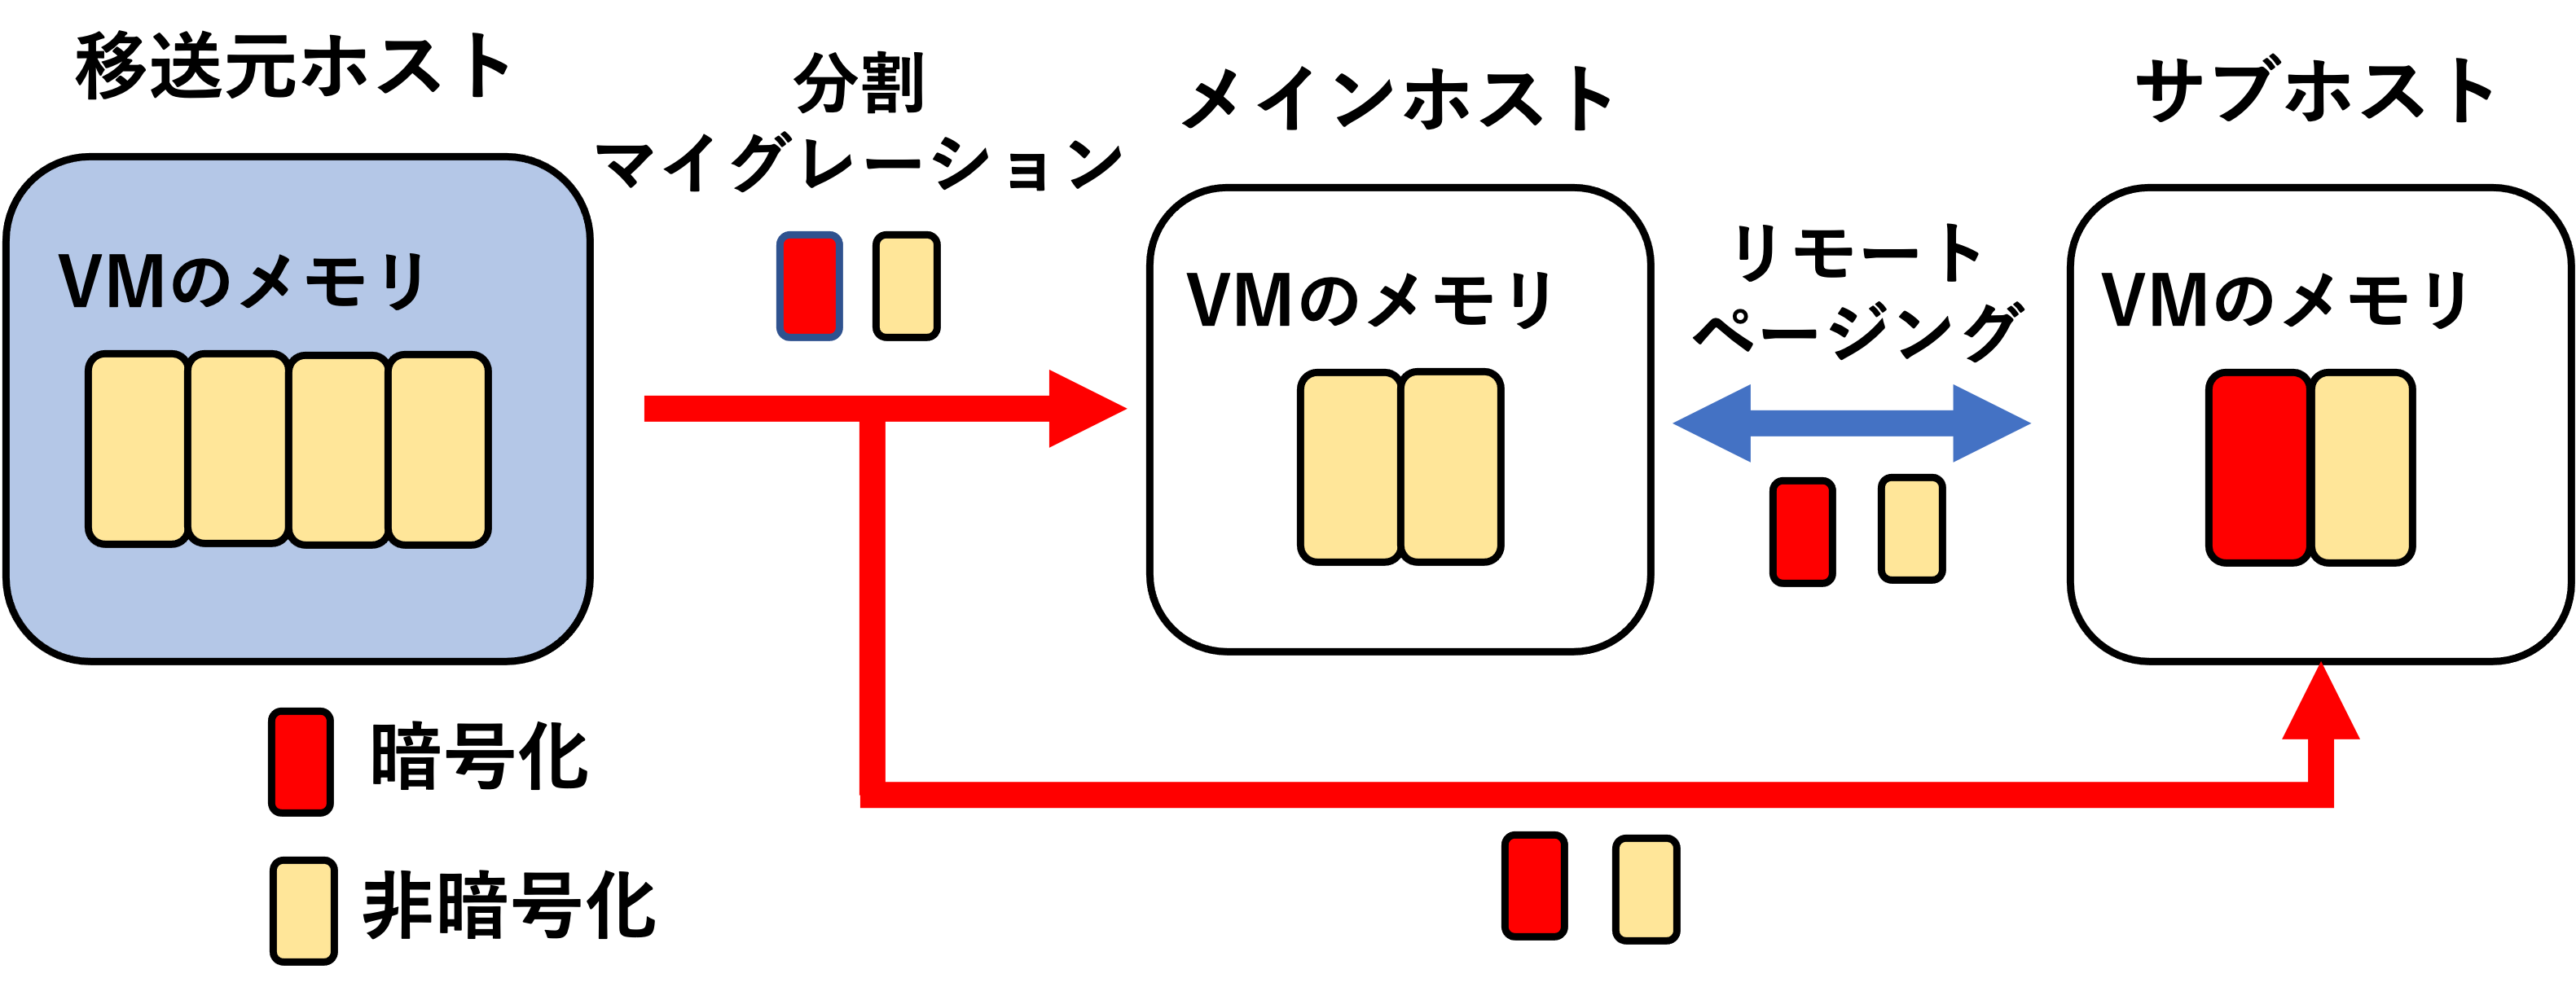 移送元ホスト
VMのメモリ
分割
マイグレーション
メインホスト
VMのメモリ
リモート
ページング
サブホスト
VMのメモリ
暗号化
非暗号化